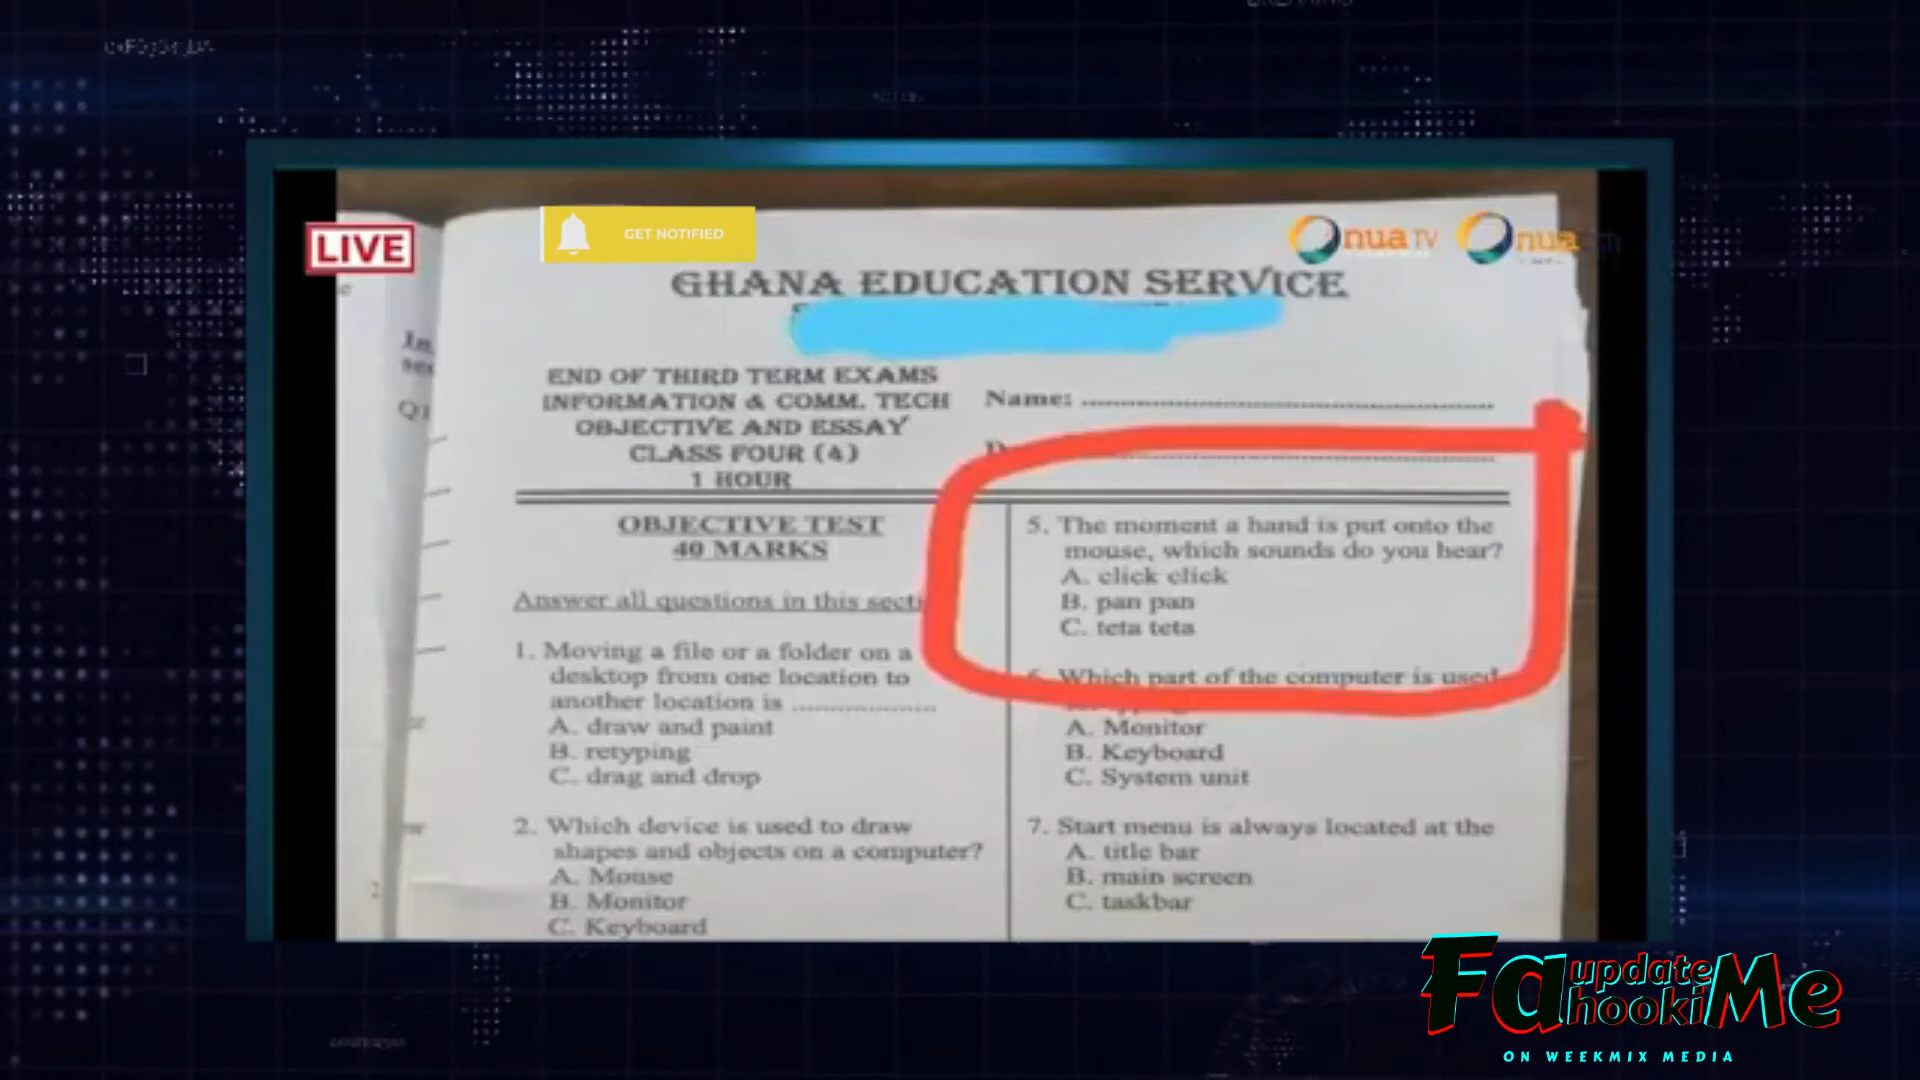 LIVE
GET NOTIFIED
nua TV
nua
GHANA EDUCATION SERVICE
END OF THIRD TERM EXAMS
INFORMATION & COMM. TECH
OBJECTIVE AND ESSAY
CLASS FOUR (4)
1 HOUR
Name: ....................
OBJECTIVE TEST
40 MARKS
Answer all questions in this
1. Moving a file or a folder on a
desktop from one location to
another location is ....................
A. draw and paint
B. retyping
C. drag and drop
2. Which device is used to draw
shapes and objects on a computer?
A. Mouse
B. Monitor
C. Keyboard
5. The moment a hand is put onto the
mouse, which sounds do you hear?
A. click click
B. pan pan
C. teta teta
6. Which part of the computer is used
A. Monitor
B. Keyboard
C. System unit
7. Start menu is always located at the
A. title bar
B. main screen
C. taskbar
Q1
Fa update hooki Me
ON WEEKMIX MEDIA